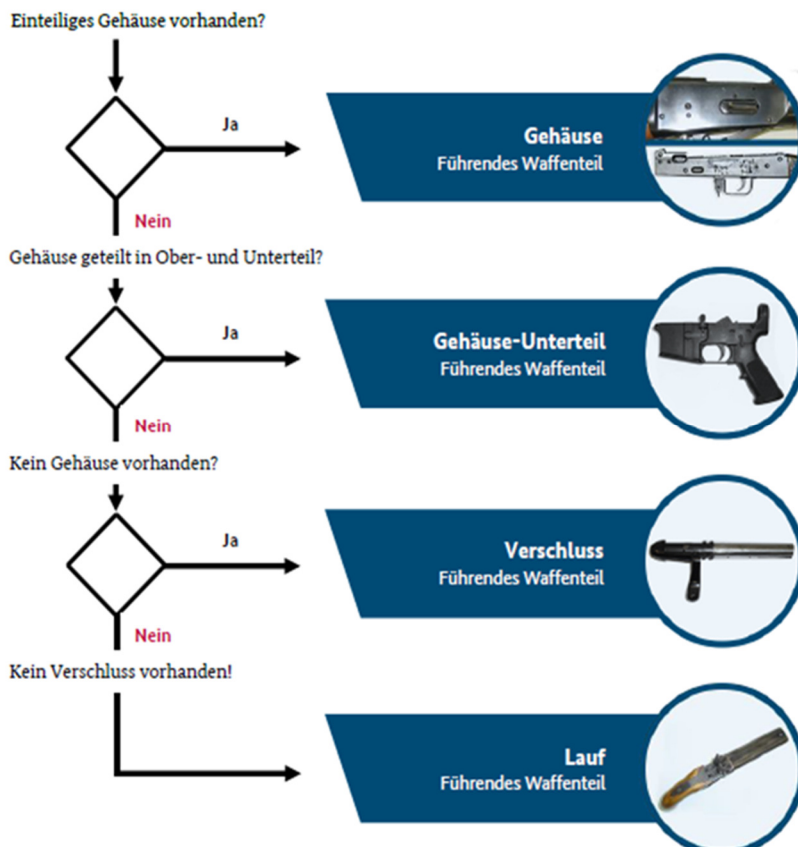 Einteiliges Gehäuse vorhanden?
Ja
Gehäuse
Führendes Waffenteil
Nein
Gehäuse geteilt in Ober- und Unterteil?
Ja
Gehäuse-Unterteil
Führendes Waffenteil
Nein
Kein Gehäuse vorhanden?
Ja
Verschluss
Führendes Waffenteil
Nein
Kein Verschluss vorhanden!
Lauf
Führendes Waffenteil